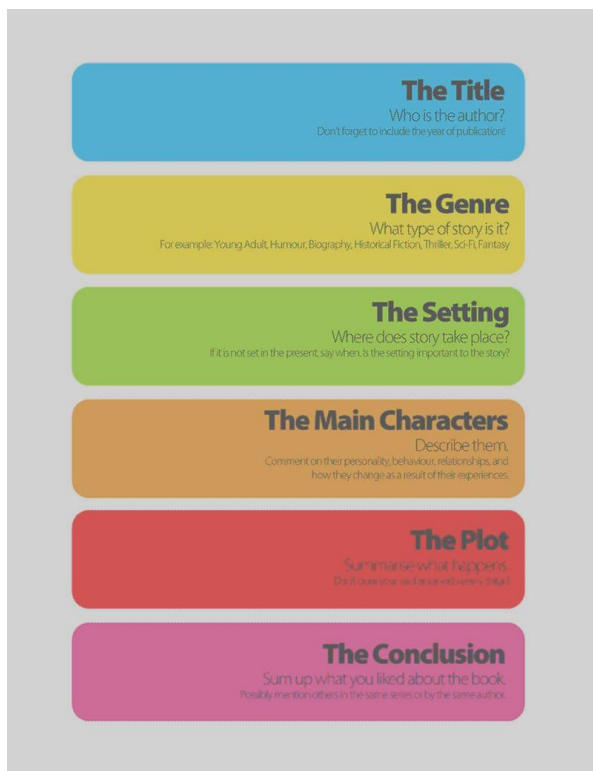 The Title
Who is the author?
Don't forget to include the year of publication!
The Genre
What type of story is it?
For example: Young Adult, Humour, Biography, Historical Fiction, Thriller, Sci-Fi, Fantasy
The Setting
Where does story take place?
If it is not set in the present, say when. Is the setting important to the story?
The Main Characters
Describe them.
Comment on their personality, behaviour, relationships, and
how they change as a result of their experiences.
The Plot
Summarise what happens.
Don't your with every detail
The Conclusion
Sum up what you liked about the book.
Possibly mention others in the same series or by the same author.